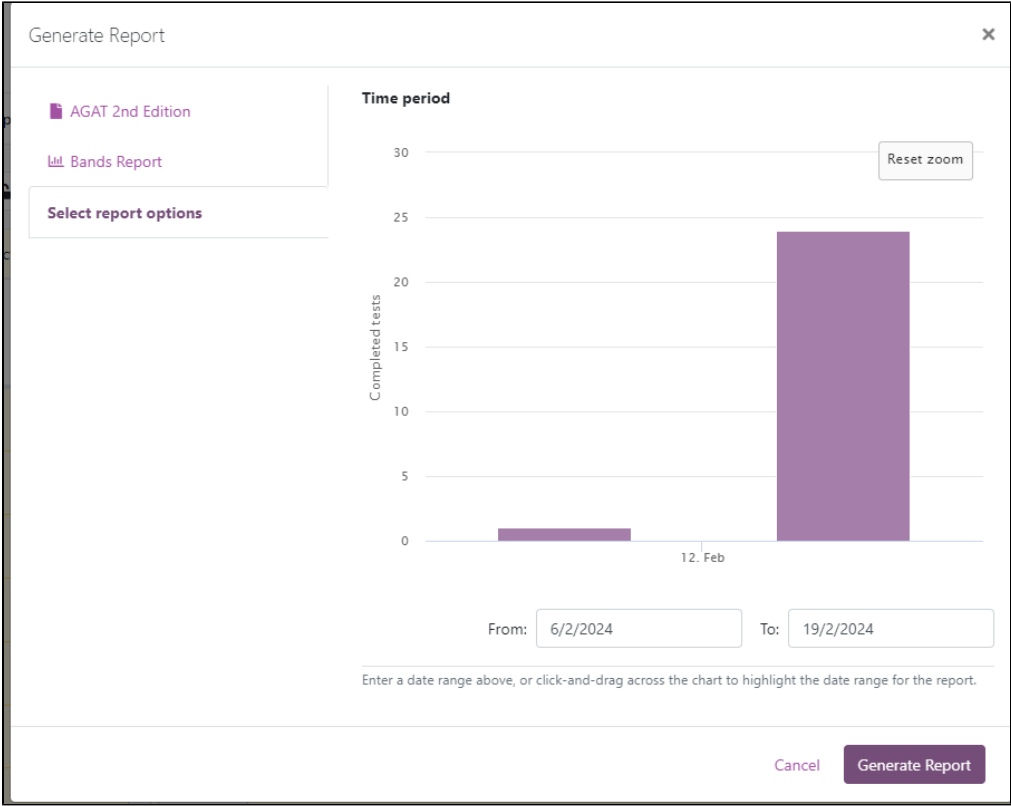 Generate Report
×
AGAT 2nd Edition
Bands Report
Select report options
Time period
Reset zoom
Completed tests
30
25
20
15
10
5
0
12. Feb
From: 6/2/2024 To: 19/2/2024
Enter a date range above, or click-and-drag across the chart to highlight the date range for the report.
Cancel Generate Report